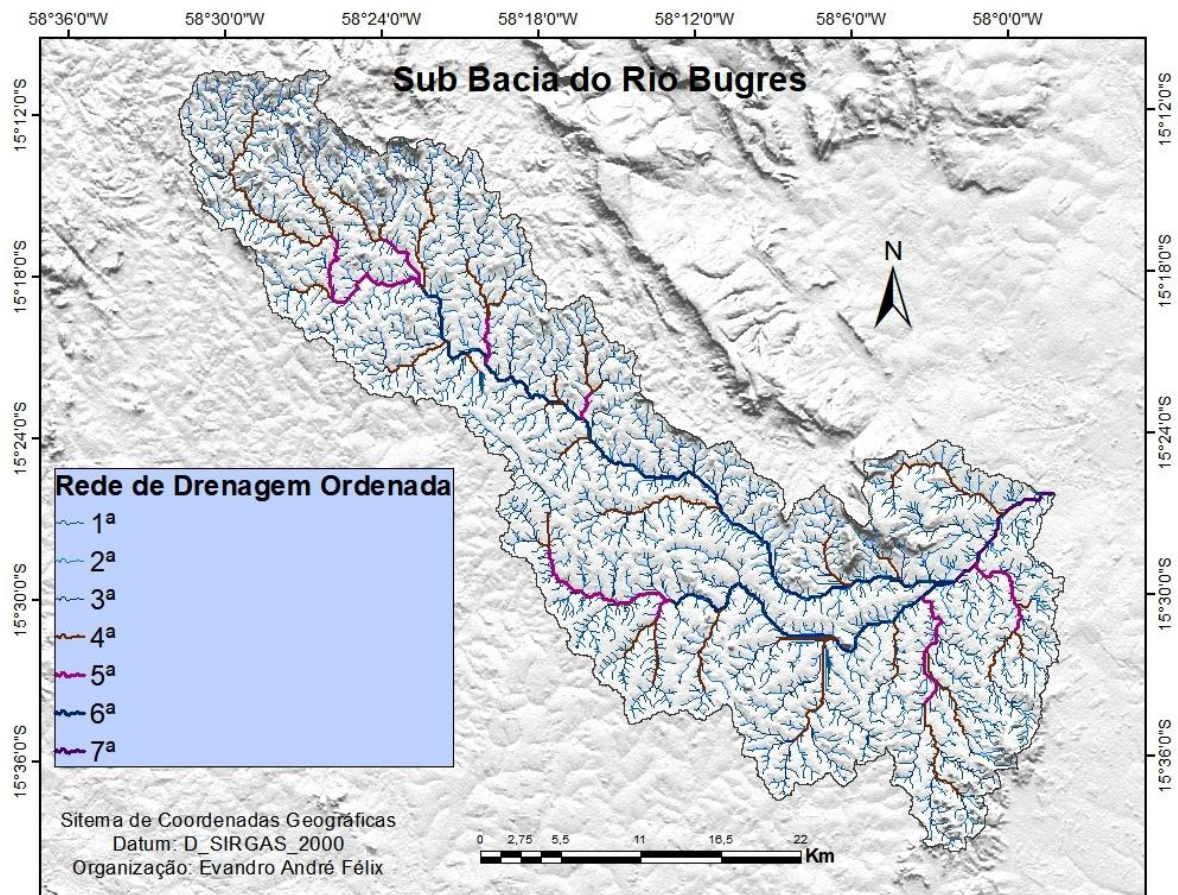 58°36'0"W 58°30'0"W 58°24'0"W 58°18'0"W 58°12'0"W 58°6'0"W 58°0'0"W
Sub Bacia do Rio Bugres
15°12'0"S 15°12'0"S
N
15°18'0"S 15°18'0"S
15°24'0"S 15°24'0"S
Rede de Drenagem Ordenada
1ª
2ª
3ª
4ª
5ª
6ª
7ª
15°30'0"S 15°30'0"S
15°36'0"S 15°36'0"S
Sitema de Coordenadas Geográficas
Datum: D_SIRGAS_2000
Organização: Evandro André Félix
0 2,75 5,5 11 16,5 22
Km